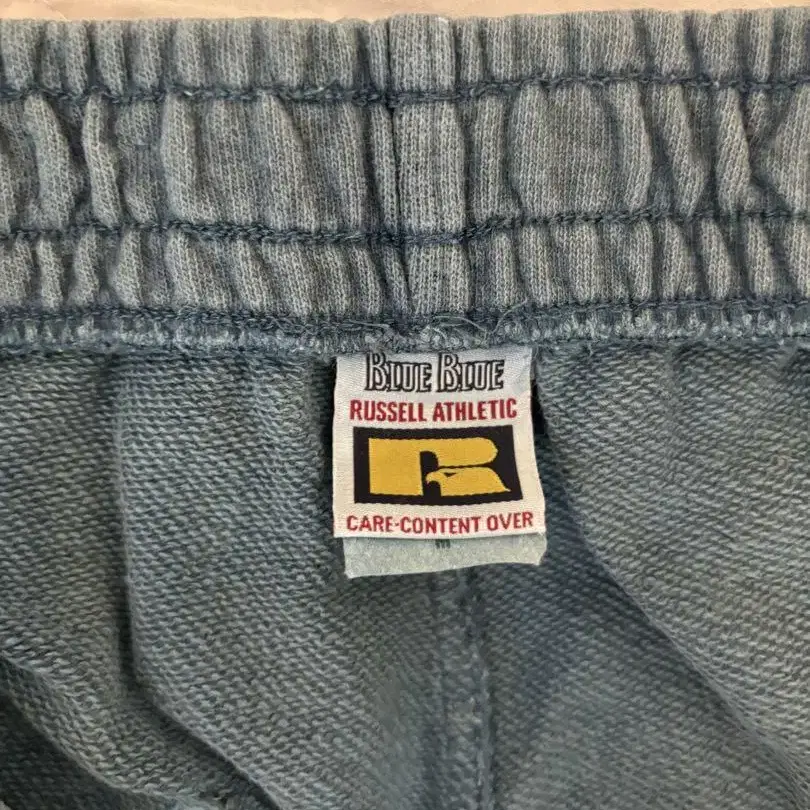 BLUE BLUE
RUSSELL ATHLETIC
R
CARE-CONTENT OVER